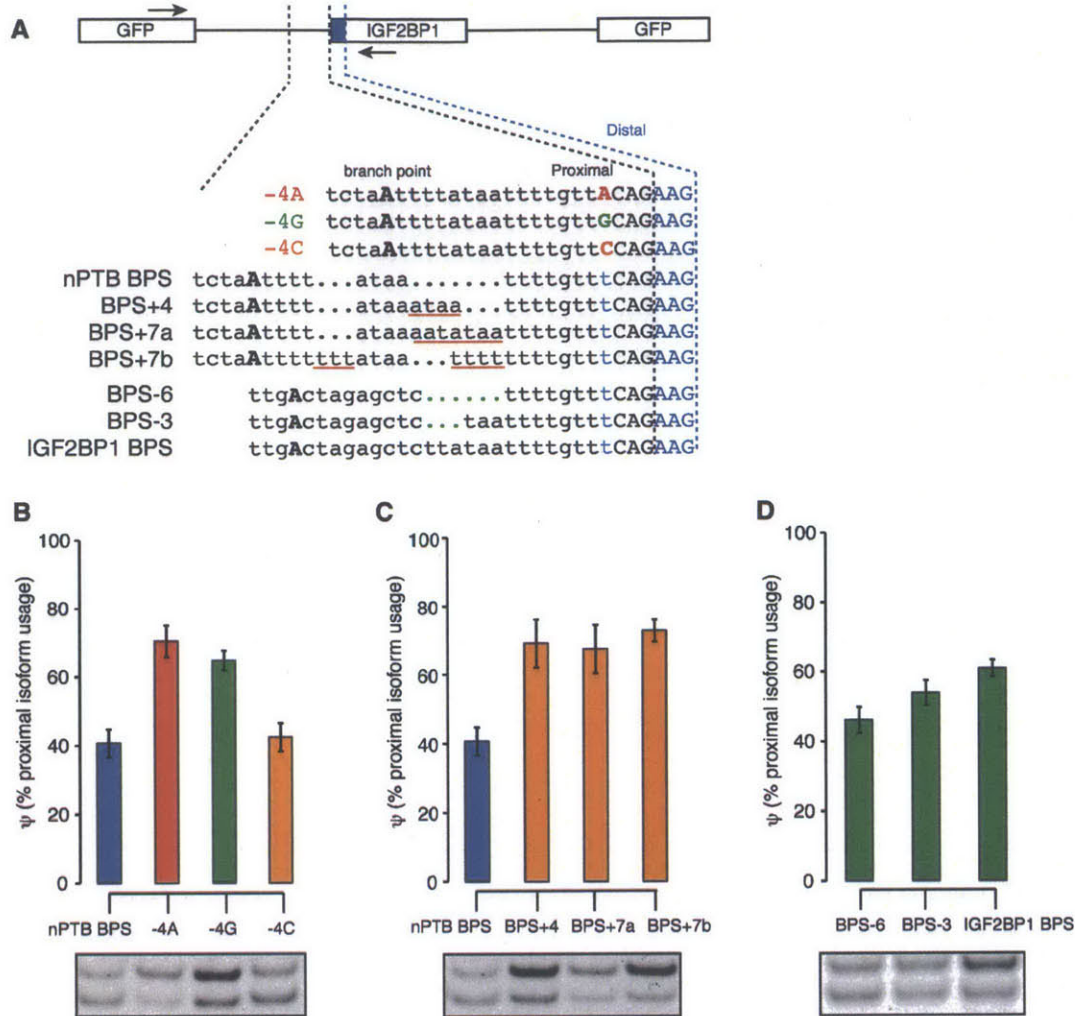 A
GFP
IGF2BP1
GFP
Distal
branch point
Proximal
-4A tctaAttttataattttgttACAGAAG
-4G tctaAttttataattttgttGCAGAAG
-4C tctaAttttataattttgttCCAGAAG
nPTB BPS tctaAtttt...ataa.......ttttgtttCAGAAG
BPS+4 tctaAtttt...ataaataa...ttttgtttCAGAAG
BPS+7a tctaAtttt...ataaaatataattttgtttCAGAAG
BPS+7b tctaAtttttttataa...ttttttttgtttCAGAAG
BPS-6 ttgActagagctc......ttttgtttCAGAAG
BPS-3 ttgActagagctc...taattttgtttCAGAAG
IGF2BP1 BPS ttgActagagctcttataattttgtttCAGAAG
B
ψ (% proximal isoform usage)
100
80
60
40
20
0
nPTB BPS -4A -4G -4C
C
ψ (% proximal isoform usage)
100
80
60
40
20
0
nPTB BPS BPS+4 BPS+7a BPS+7b
D
ψ (% proximal isoform usage)
100
80
60
40
20
0
BPS-6 BPS-3 IGF2BP1 BPS